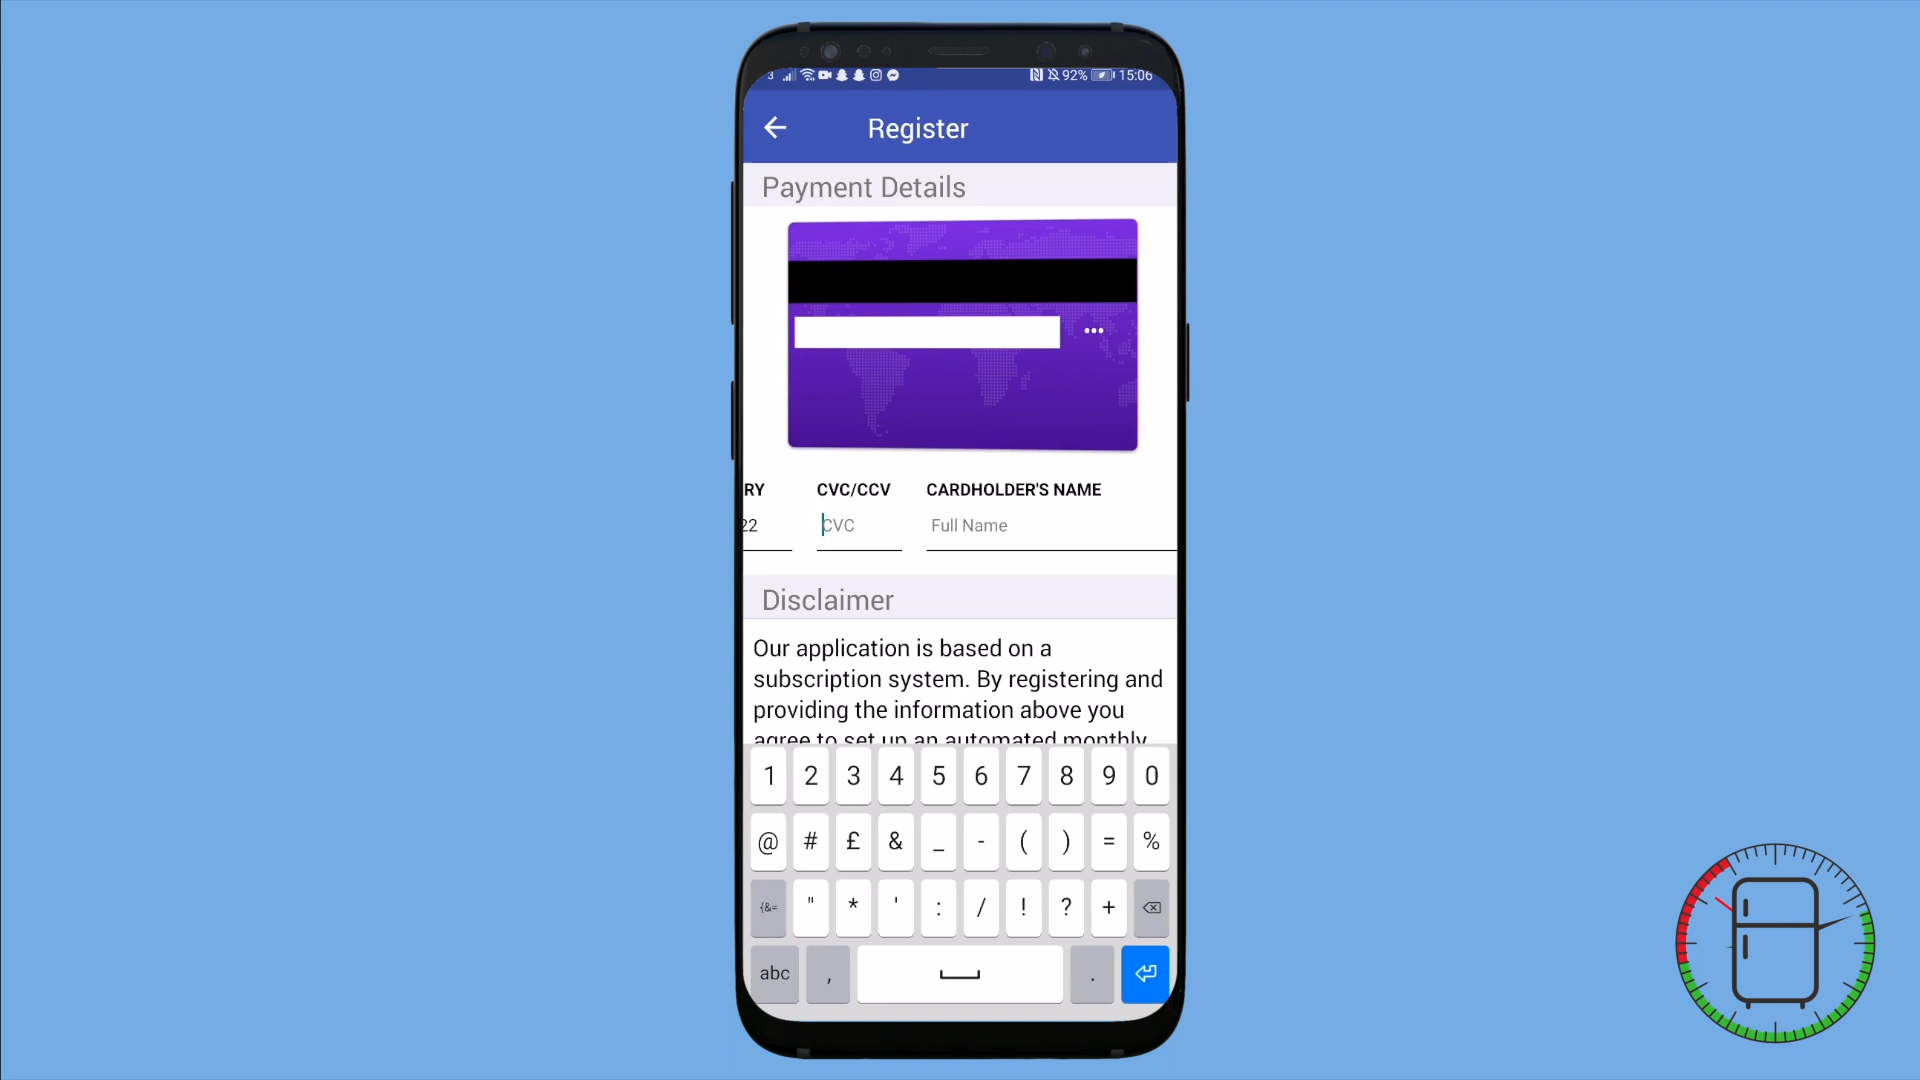 3 92% 15:06
Register
Payment Details
•••
RY CVC/CCV CARDHOLDER'S NAME
22 CVC Full Name
Disclaimer
Our application is based on a
subscription system. By registering and
providing the information above you
agree to set up an automated monthly
1 2 3 4 5 6 7 8 9 0
@ # £ & _ - ( ) = %
{&= " * ' : / ! ? +
abc , .